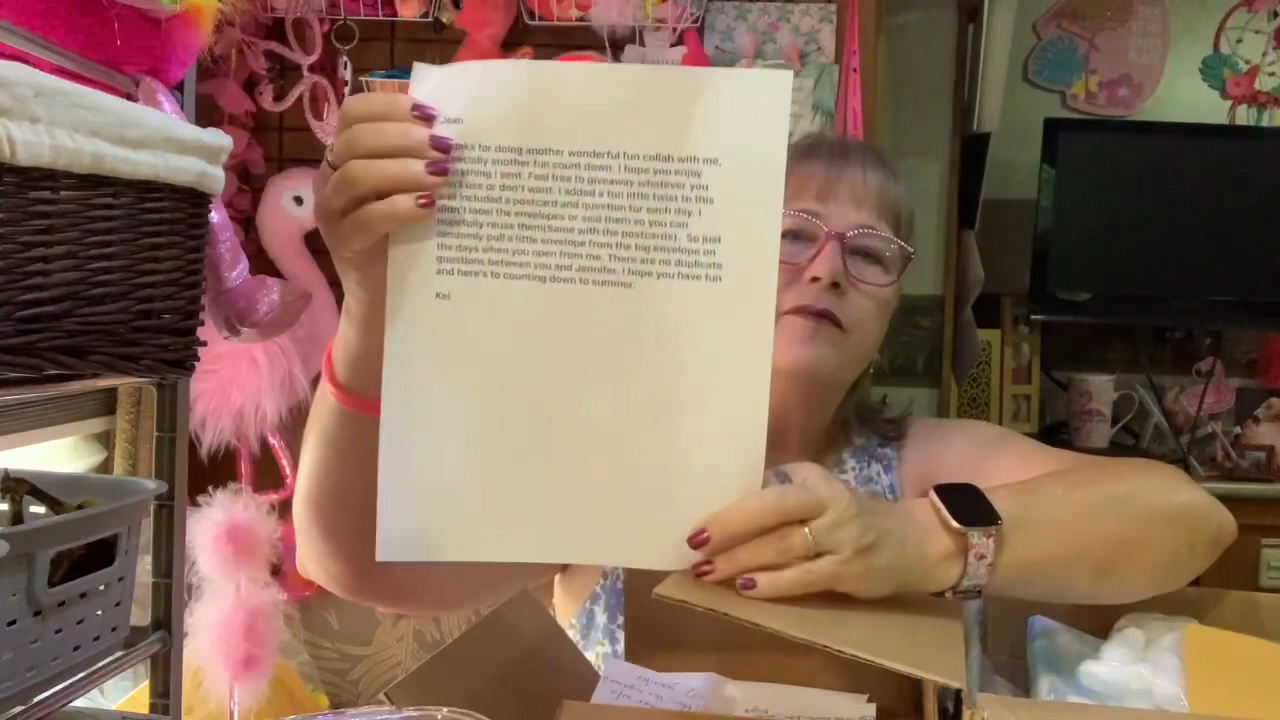 Jean
for doing another wonderful fun collab with me,
another fun count down. I hope you enjoy
I sent. Feel free to giveaway whatever you
use or don't want. I added a fun little twist to this
included a postcard and question for each day. I
didn't label the envelopes or seal them so you can
hopefully reuse them(Same with the postcards). So just
randomly pull a little envelope from the big envelope on
the days when you open from me. There are no duplicate
questions between you and Jennifer. I hope you have fun
and here's to counting down to summer.
Kel